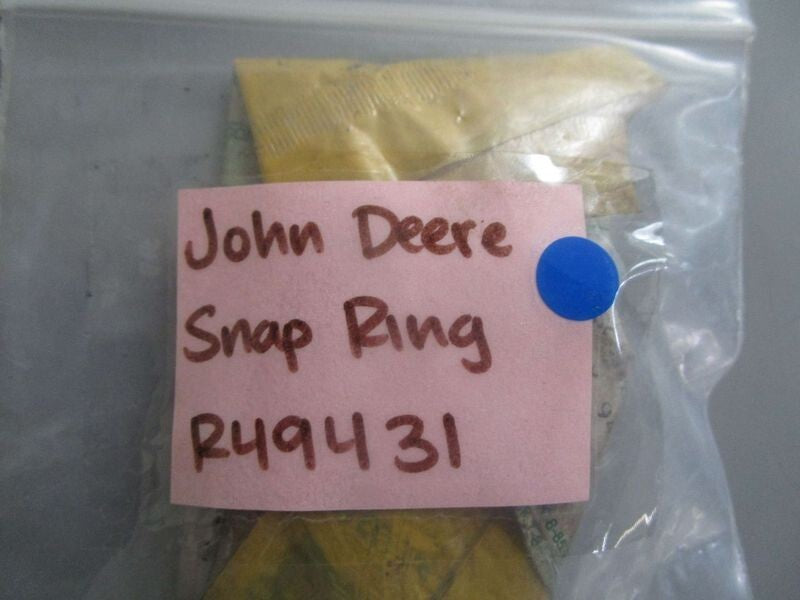 John Deere
Snap Ring
R49431